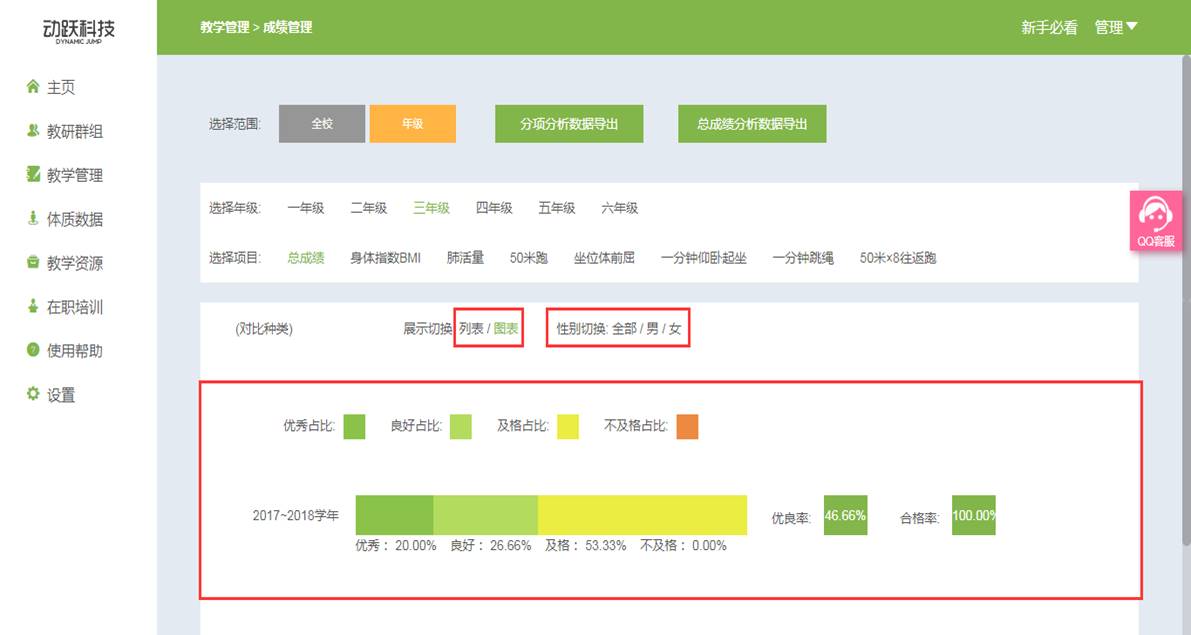 动跃科技
DYNAMIC JUMP
教学管理 > 成绩管理
新手必看 管理
主页
教研群组
教学管理
体质数据
教学资源
在职培训
使用帮助
设置
选择范围: 全校 年级 分项分析数据导出 总成绩分析数据导出
选择年级: 一年级 二年级 三年级 四年级 五年级 六年级
选择项目: 总成绩 身体指数BMI 肺活量 50米跑 坐位体前屈 一分钟仰卧起坐 一分钟跳绳 50米×8往返跑
QQ客服
(对比种类) 展示切换 列表 / 图表 性别切换: 全部 / 男 / 女
优秀占比: 良好占比: 及格占比: 不及格占比:
2017~2018学年 优良率: 46.66% 合格率: 100.00%
优秀： 20.00% 良好： 26.66% 及格： 53.33% 不及格： 0.00%